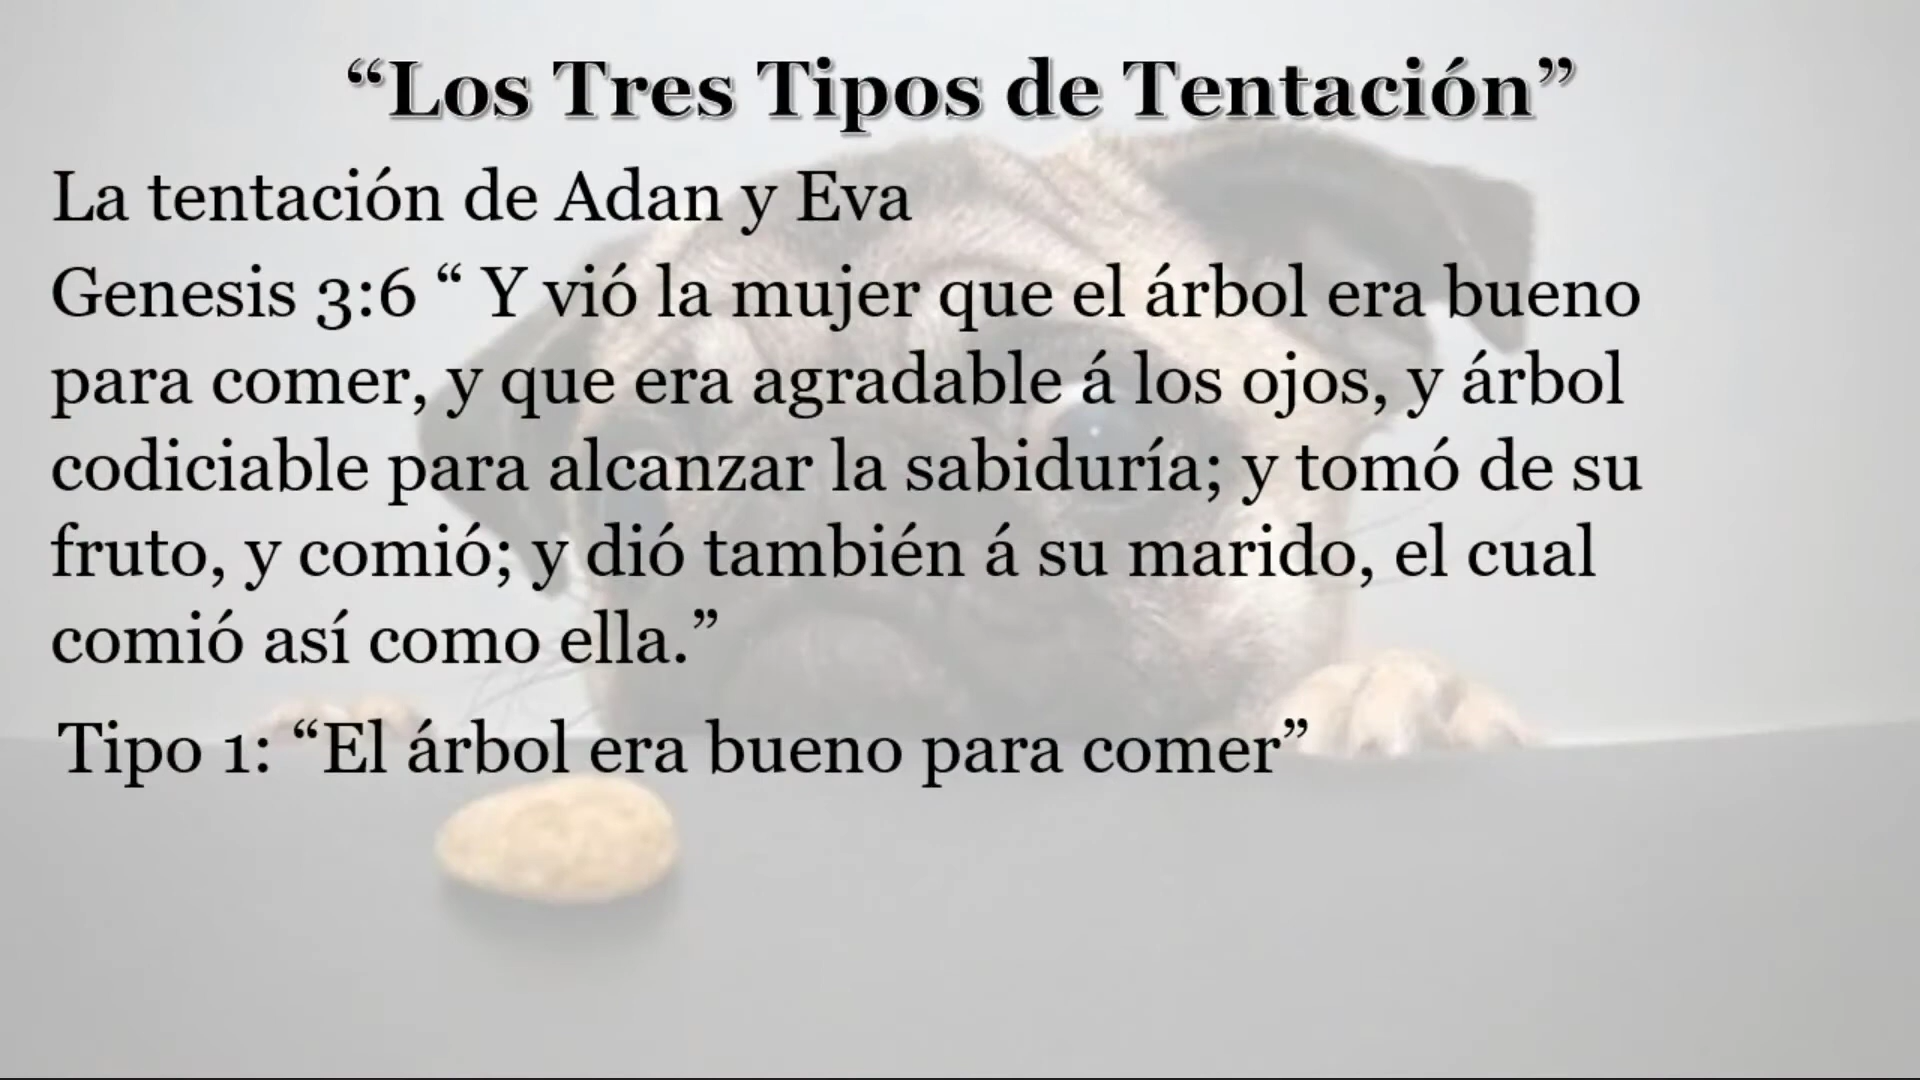 “Los Tres Tipos de Tentación”
La tentación de Adan y Eva
Genesis 3:6 “ Y vió la mujer que el árbol era bueno
para comer, y que era agradable á los ojos, y árbol
codiciable para alcanzar la sabiduría; y tomó de su
fruto, y comió; y dió también á su marido, el cual
comió así como ella.”
Tipo 1: “El árbol era bueno para comer”